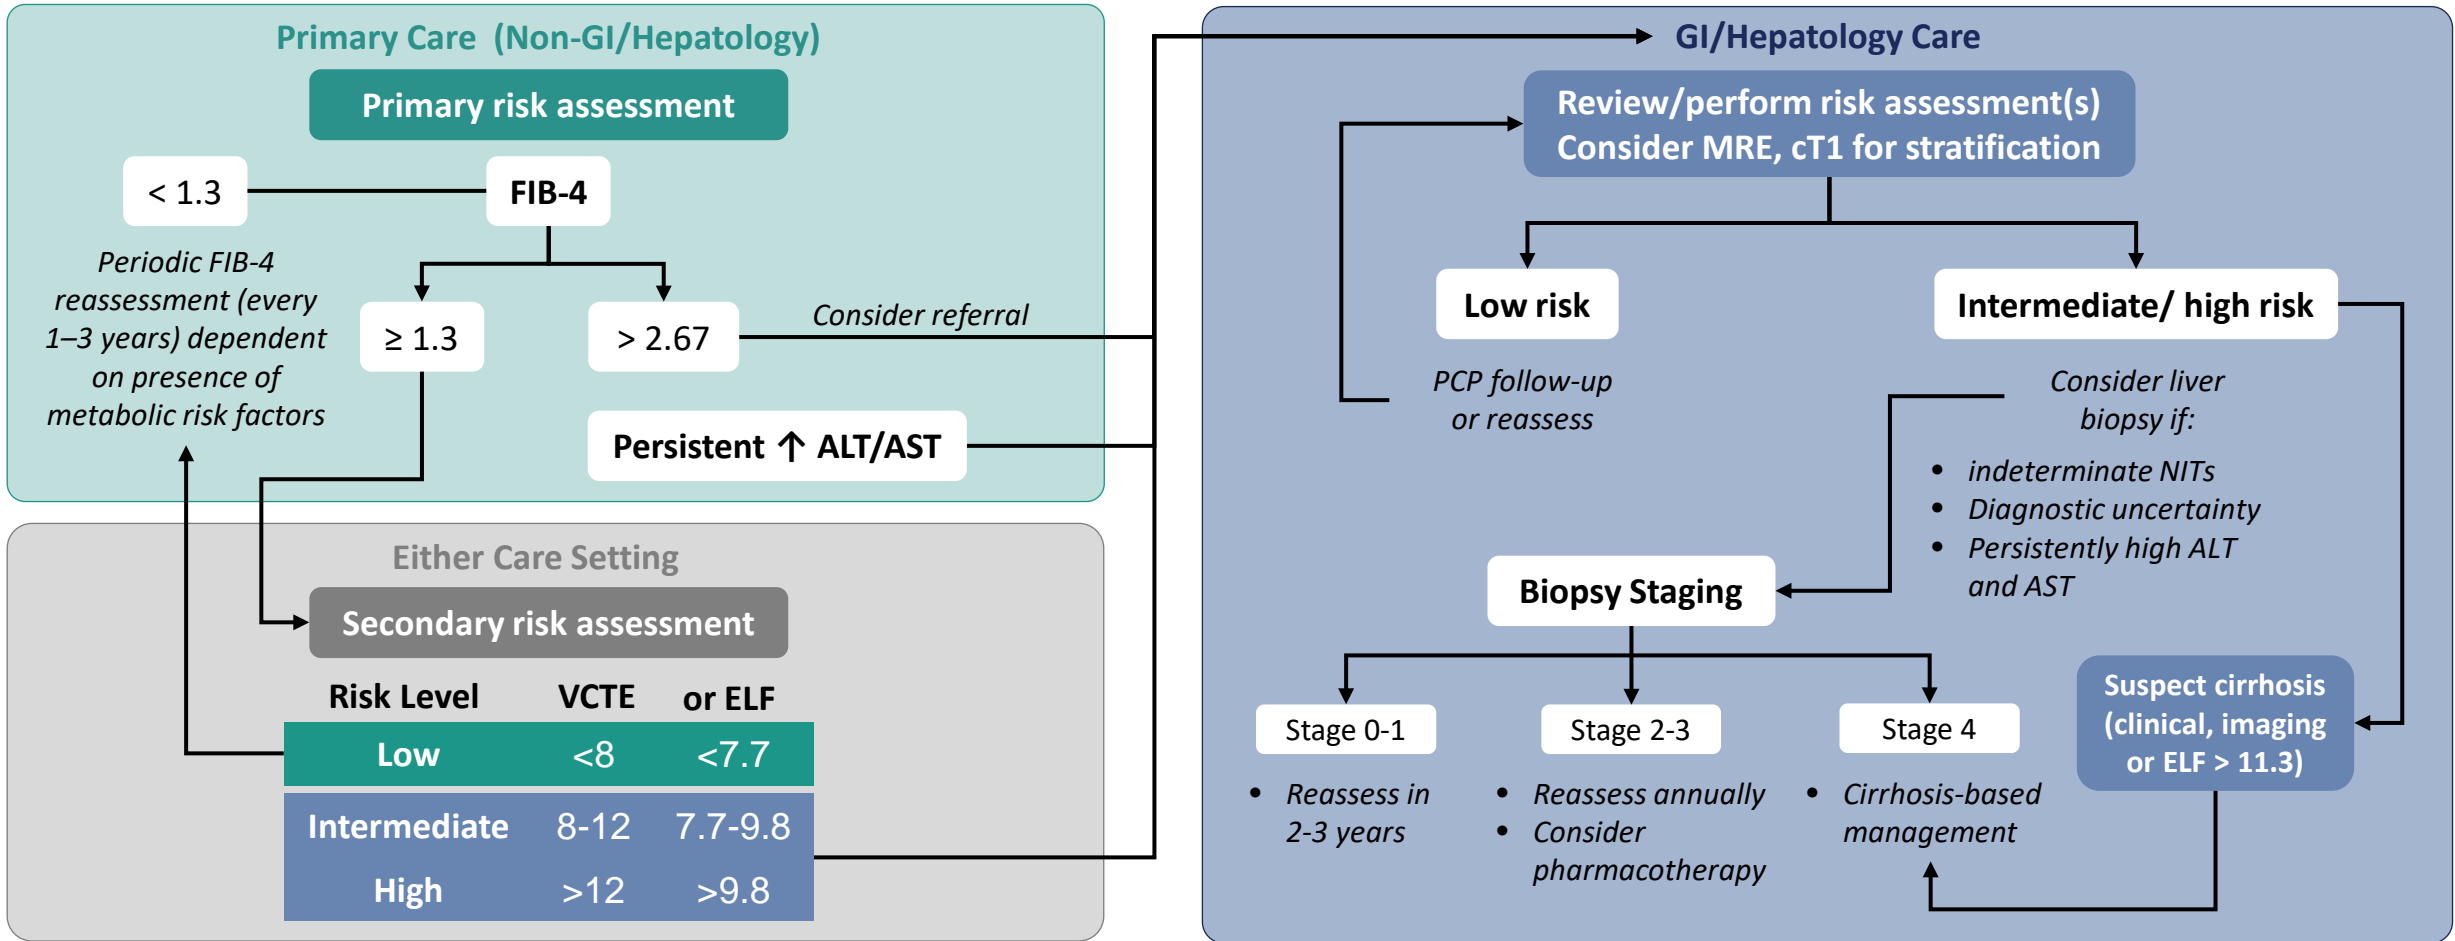 Primary Care  (Non-GI/Hepatology)
Primary risk assessment
< 1.3
FIB-4
Periodic FIB-4
reassessment (every
1–3 years) dependent
on presence of
metabolic risk factors
≥ 1.3
> 2.67
Consider referral
Persistent ↑ ALT/AST
Either Care Setting
Secondary risk assessment
Risk Level VCTE or ELF
Low <8 <7.7
Intermediate 8-12 7.7-9.8
High >12 >9.8
GI/Hepatology Care
Review/perform risk assessment(s)
Consider MRE, cT1 for stratification
Low risk
PCP follow-up
or reassess
Intermediate/ high risk
Consider liver
biopsy if:
• indeterminate NITs
• Diagnostic uncertainty
• Persistently high ALT
and AST
Biopsy Staging
Stage 0-1
• Reassess in
2-3 years
Stage 2-3
• Reassess annually
• Consider
pharmacotherapy
Stage 4
• Cirrhosis-based
management
Suspect cirrhosis
(clinical, imaging
or ELF > 11.3)